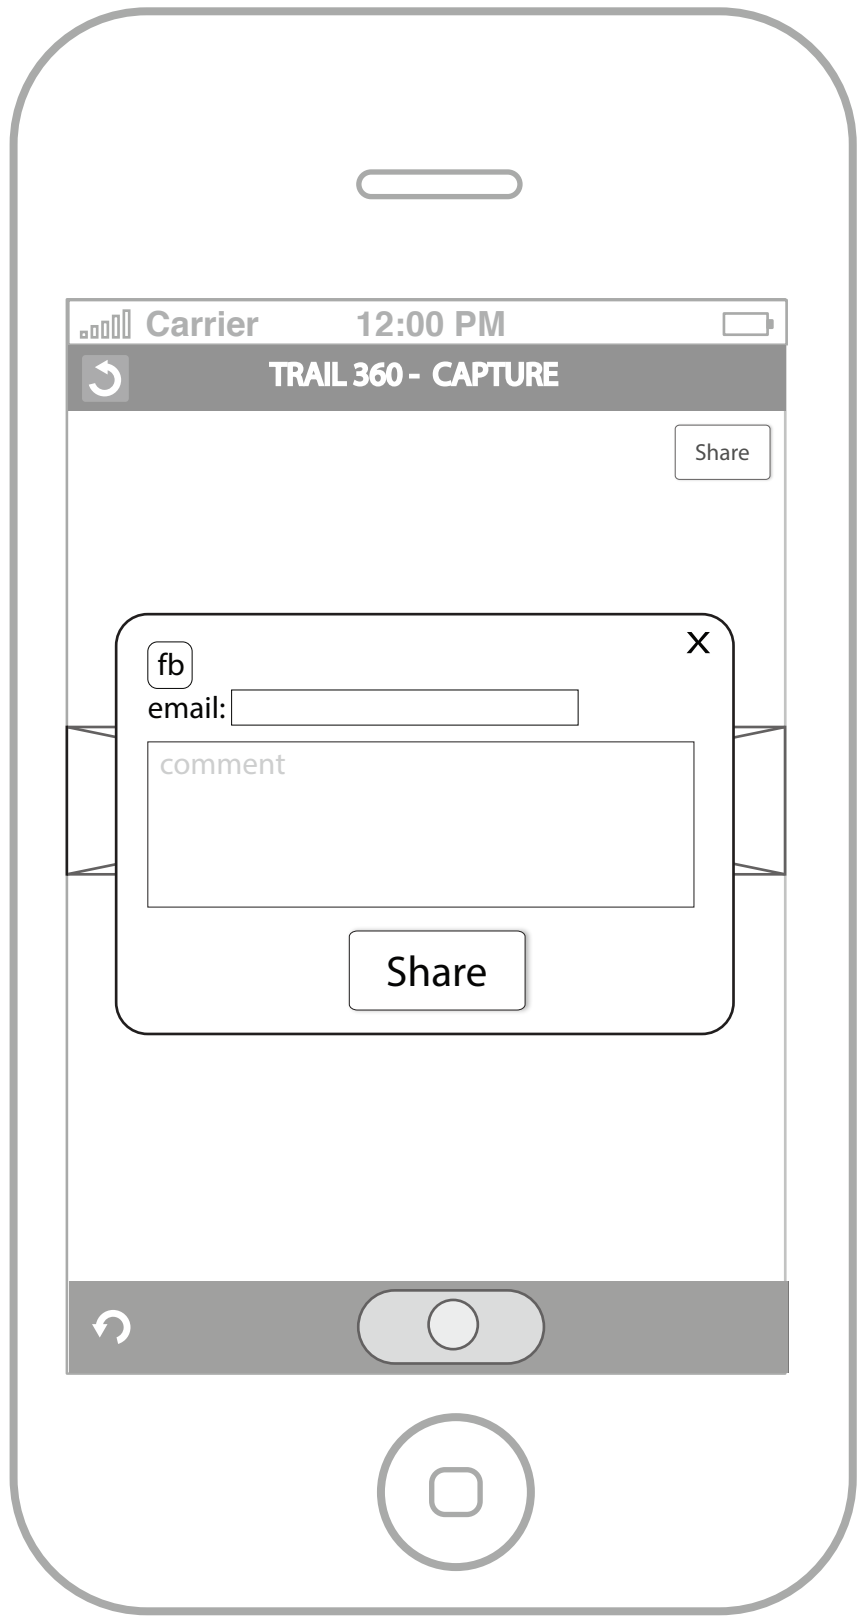 Carrier 12:00 PM
TRAIL 360 - CAPTURE
Share
X
fb
email:
comment
Share